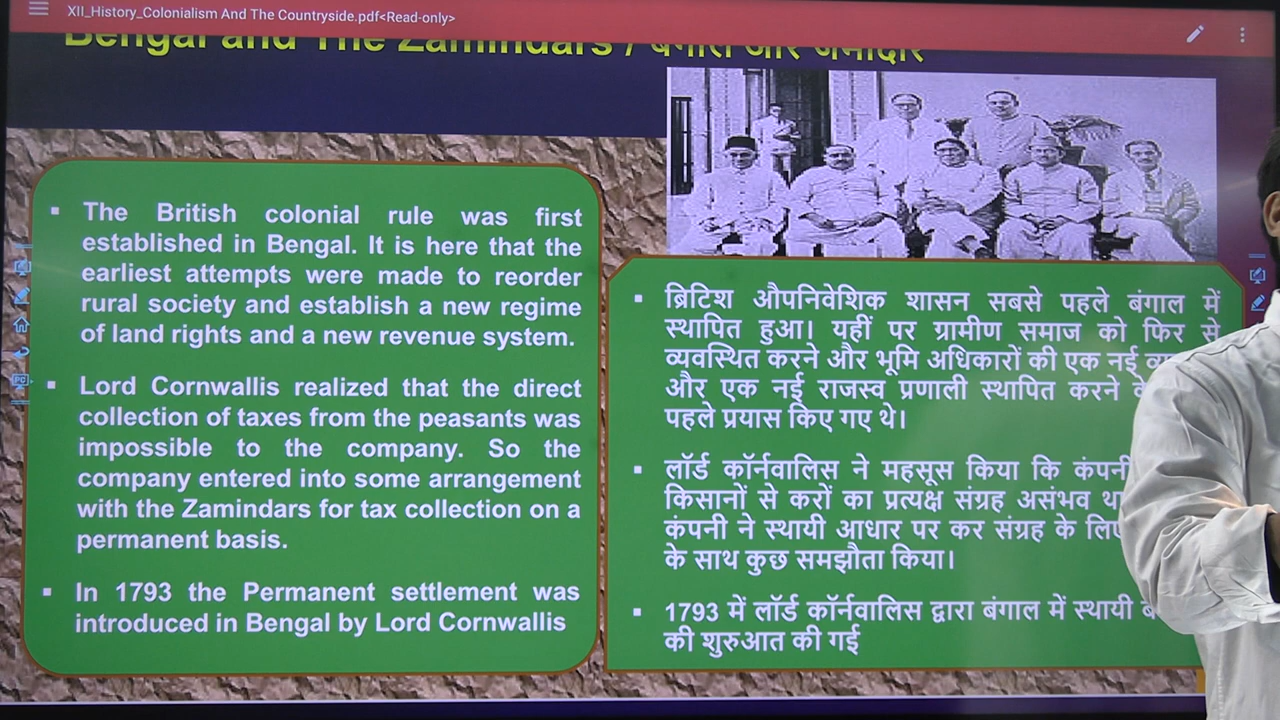 XII_History_Colonialism And The Countryside.pdf<Read-only>
Bengal and The Zamindars / बंगाल और जमींदार
▪ The British colonial rule was first
established in Bengal. It is here that the
earliest attempts were made to reorder
rural society and establish a new regime
of land rights and a new revenue system.
▪ Lord Cornwallis realized that the direct
collection of taxes from the peasants was
impossible to the company. So the
company entered into some arrangement
with the Zamindars for tax collection on a
permanent basis.
▪ In 1793 the Permanent settlement was
introduced in Bengal by Lord Cornwallis
▪ ब्रिटिश औपनिवेशिक शासन सबसे पहले बंगाल में
स्थापित हुआ। यहीं पर ग्रामीण समाज को फिर से
व्यवस्थित करने और भूमि अधिकारों की एक नई
और एक नई राजस्व प्रणाली स्थापित करने
पहले प्रयास किए गए थे।
▪ लॉर्ड कॉर्नवालिस ने महसूस किया कि कंपनी
किसानों से करों का प्रत्यक्ष संग्रह असंभव
कंपनी ने स्थायी आधार पर कर संग्रह के लिए
के साथ कुछ समझौता किया।
▪ 1793 में लॉर्ड कॉर्नवालिस द्वारा बंगाल में स्थायी
की शुरुआत की गई